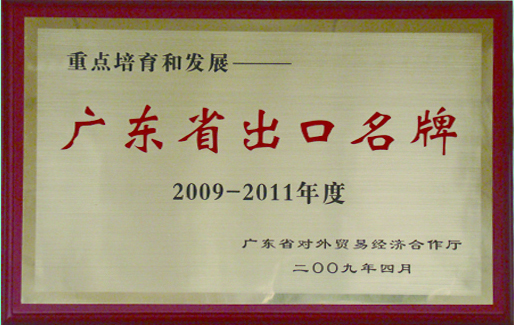 重点培育和发展——
广东省出口名牌
2009-2011年度
广东省对外贸易经济合作厅
二〇〇九年四月